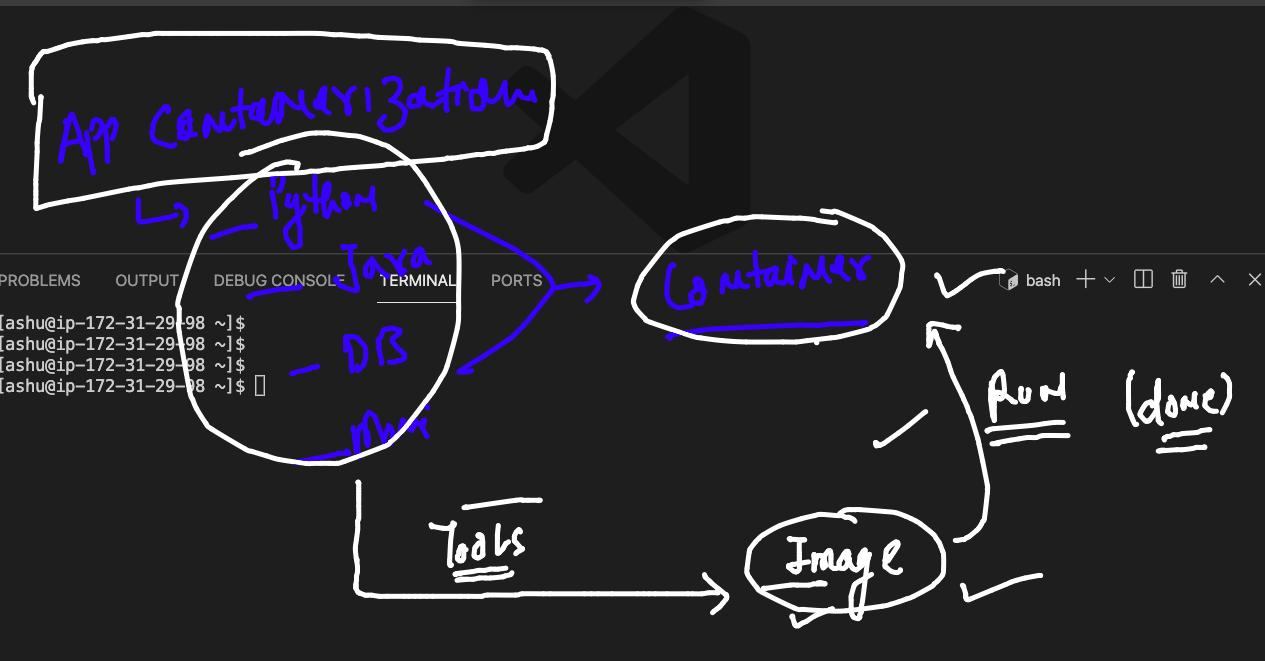 App Containerization
Python
Java
DB
PROBLEMS OUTPUT DEBUG CONSOLE TERMINAL PORTS bash
[ashu@ip-172-31-29-98 ~]$
[ashu@ip-172-31-29-98 ~]$
[ashu@ip-172-31-29-98 ~]$
[ashu@ip-172-31-29-98 ~]$
Container
Run (done)
Tools
Image